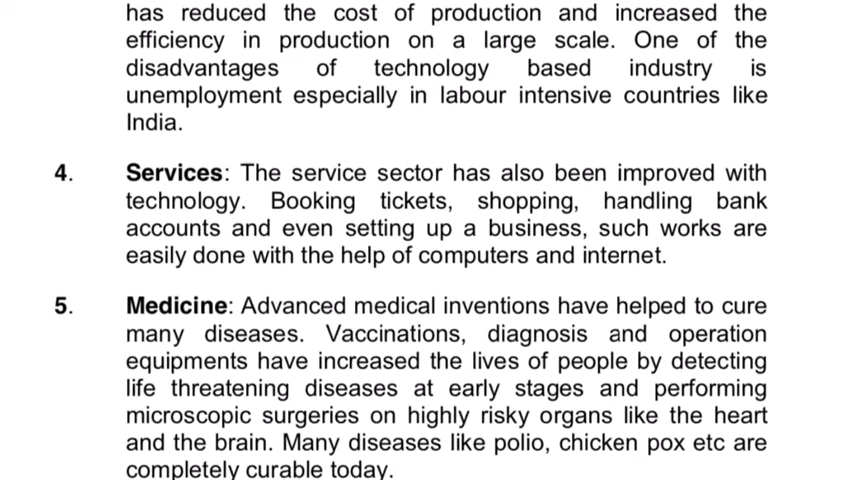 has reduced the cost of production and increased the
efficiency in production on a large scale. One of the
disadvantages of technology based industry is
unemployment especially in labour intensive countries like
India.
4. Services: The service sector has also been improved with
technology. Booking tickets, shopping, handling bank
accounts and even setting up a business, such works are
easily done with the help of computers and internet.
5. Medicine: Advanced medical inventions have helped to cure
many diseases. Vaccinations, diagnosis and operation
equipments have increased the lives of people by detecting
life threatening diseases at early stages and performing
microscopic surgeries on highly risky organs like the heart
and the brain. Many diseases like polio, chicken pox etc are
completely curable today.